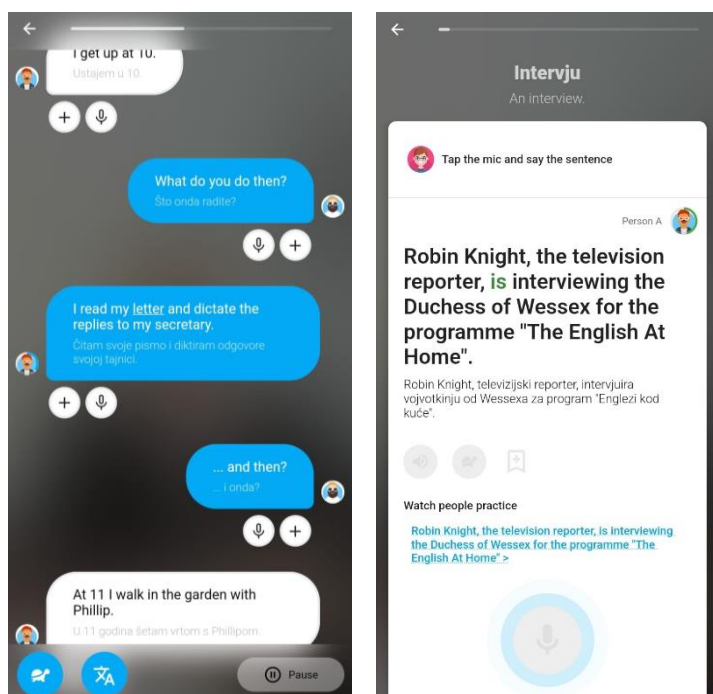 I get up at 10.
Ustajem u 10.
What do you do then?
Što onda radite?
I read my letter and dictate the
replies to my secretary.
Čitam svoje pismo i diktiram odgovore
svojoj tajnici.
... and then?
... i onda?
At 11 I walk in the garden with
Phillip.
U 11 godina šetam vrtom s Phillipom.
Pause
Intervju
An interview.
Tap the mic and say the sentence
Person A
Robin Knight, the television
reporter, is interviewing the
Duchess of Wessex for the
programme "The English At
Home".
Robin Knight, televizijski reporter, intervjuira
vojvotkinju od Wessexa za program "Englezi kod
kuće".
Watch people practice
Robin Knight, the television reporter, is interviewing
the Duchess of Wessex for the programme "The
English At Home" >